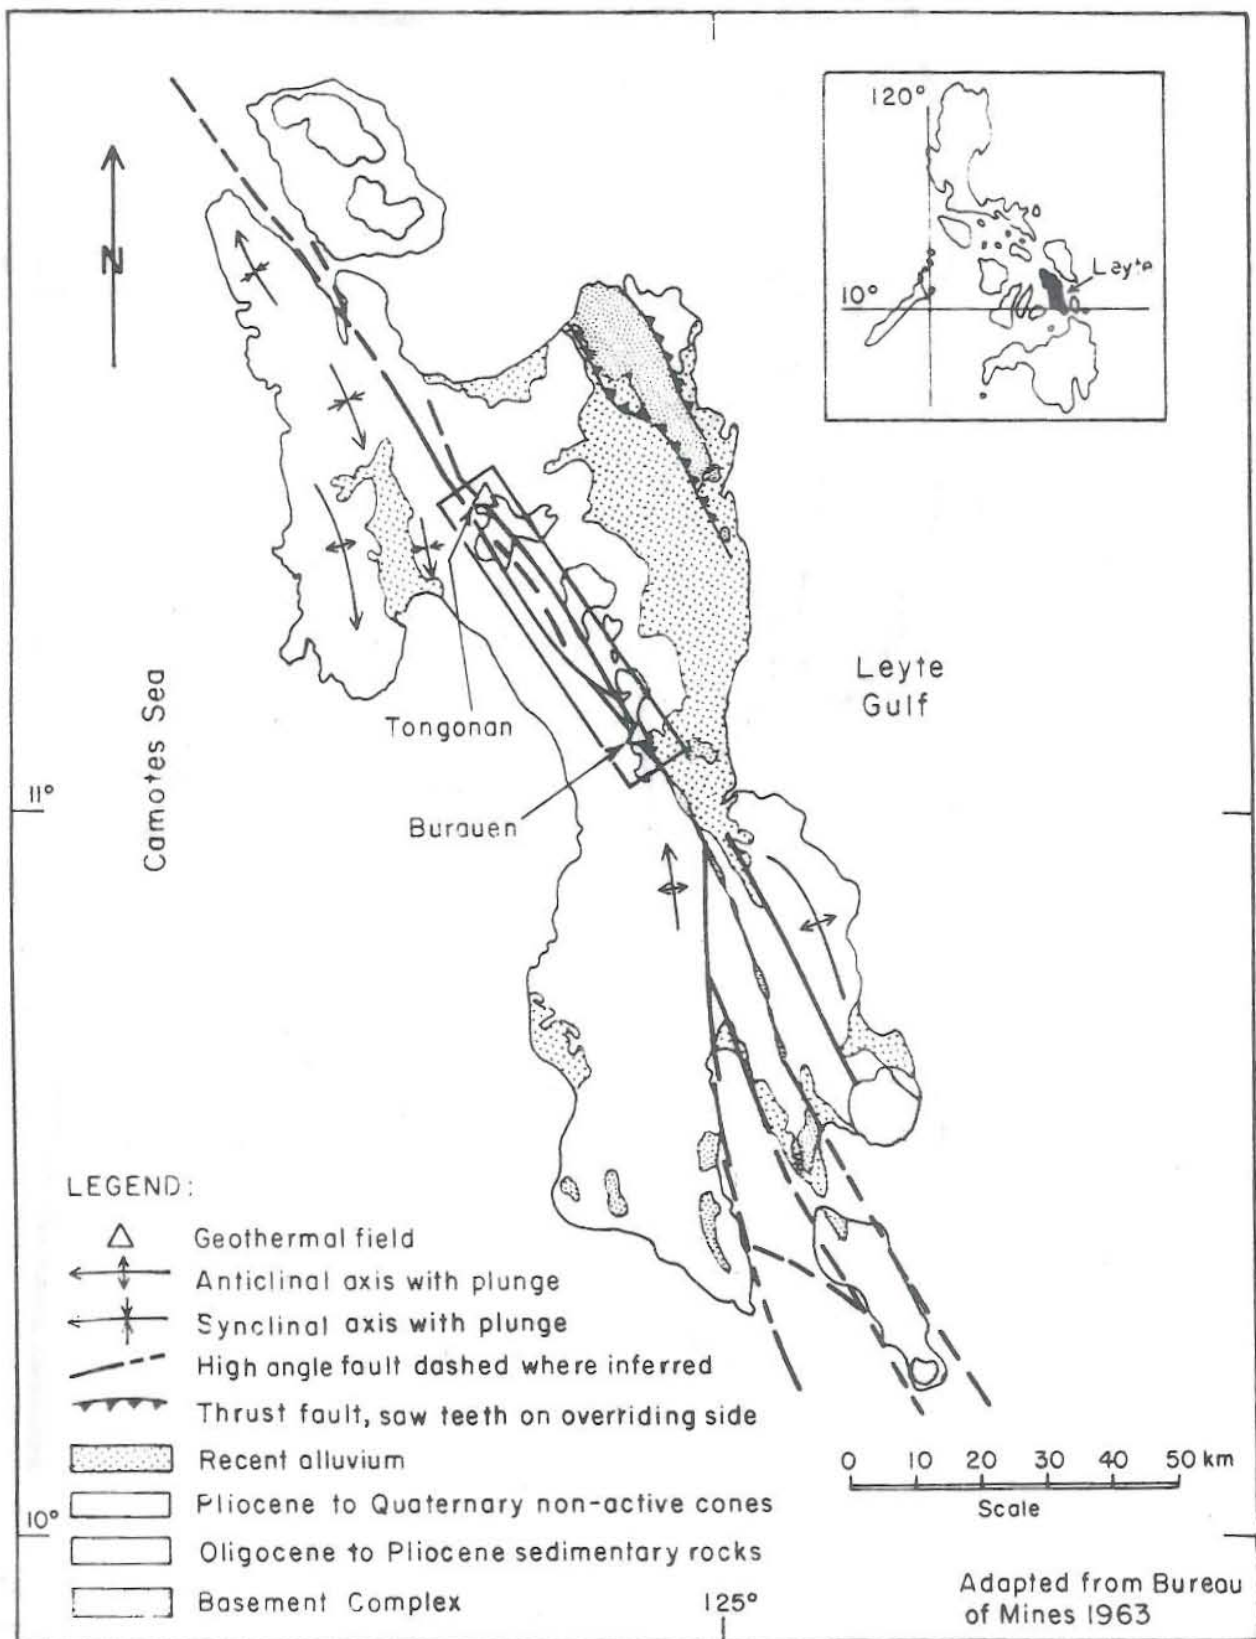 120°
Leyte
10°
N
Leyte
Gulf
Camotes Sea
Tongonan
11°
Burauen
LEGEND:
Geothermal field
Anticlinal axis with plunge
Synclinal axis with plunge
High angle fault dashed where inferred
Thrust fault, saw teeth on overriding side
Recent alluvium
Pliocene to Quaternary non-active cones
Oligocene to Pliocene sedimentary rocks
Basement Complex
0 10 20 30 40 50 km
Scale
10°
125°
Adapted from Bureau
of Mines 1963